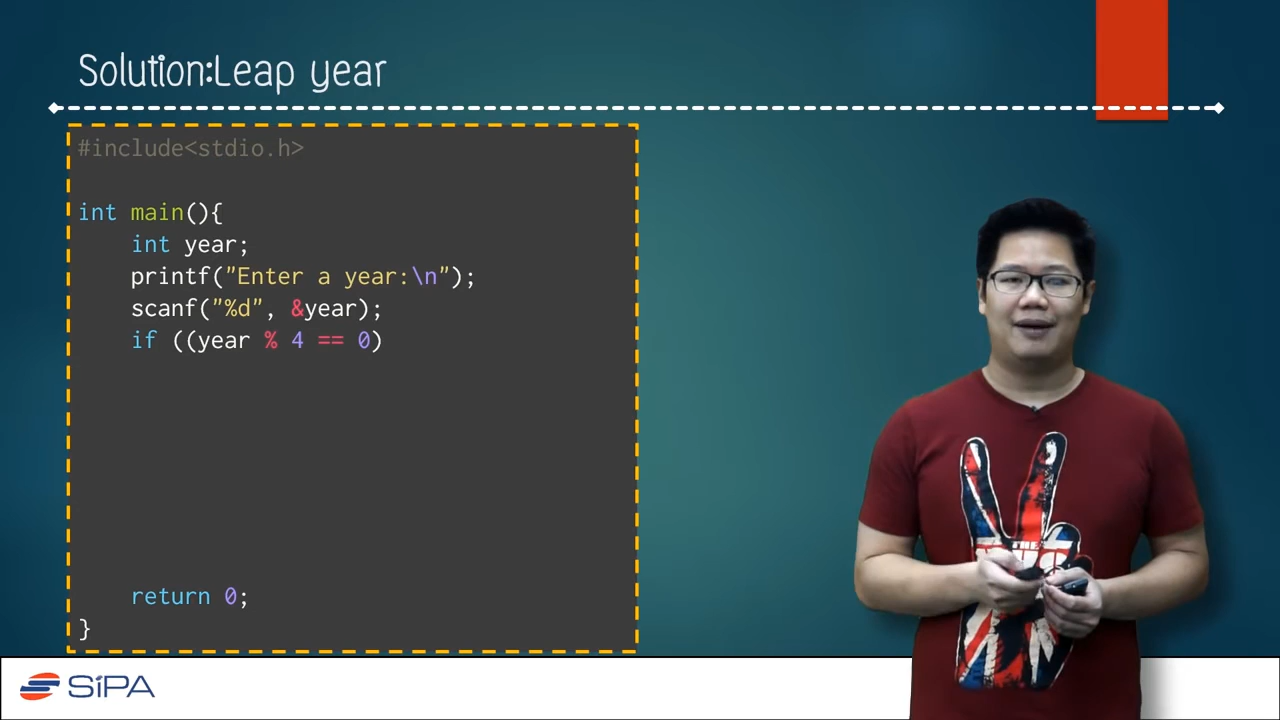 Solution:Leap year
#include<stdio.h>
int main(){
int year;
printf("Enter a year:\n");
scanf("%d", &year);
if ((year % 4 == 0)
return 0;
}
SiPA